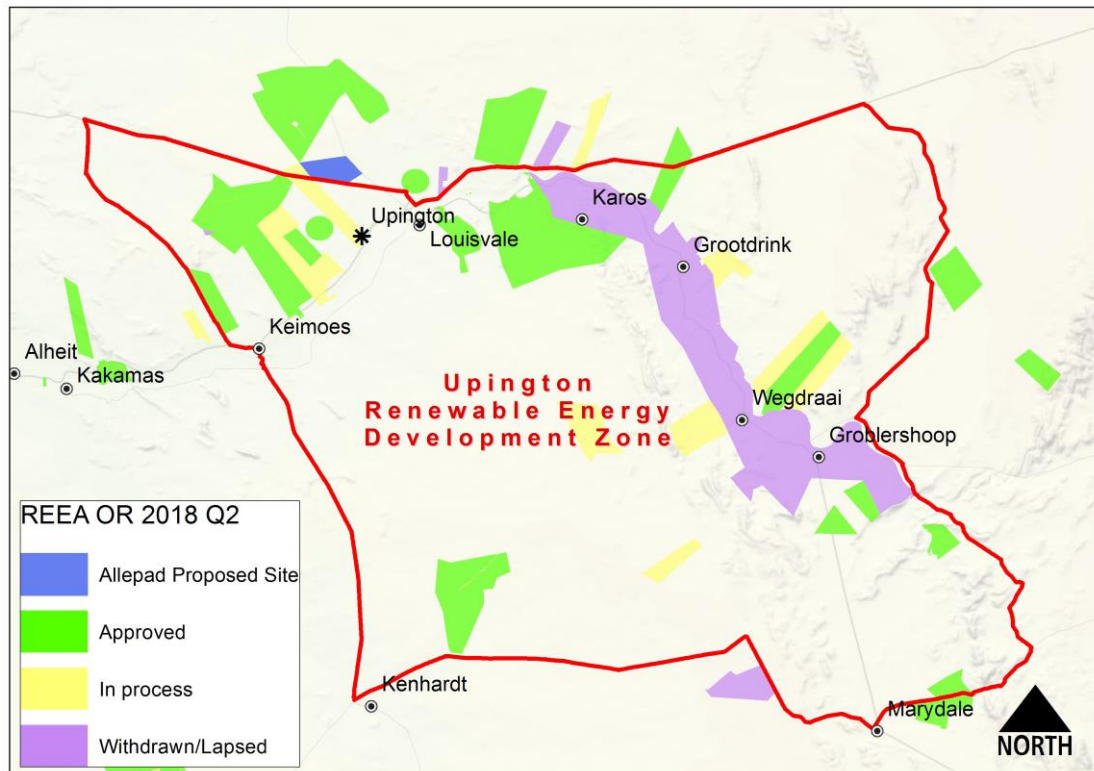 Karos
Upington
Louisvale
Grootdrink
Keimoes
Alheit
Kakamas
Upington
Renewable Energy
Development Zone
Wegdraai
Groblershoop
REEA OR 2018 Q2
Allepad Proposed Site
Approved
In process
Withdrawn/Lapsed
Kenhardt
Marydale
NORTH